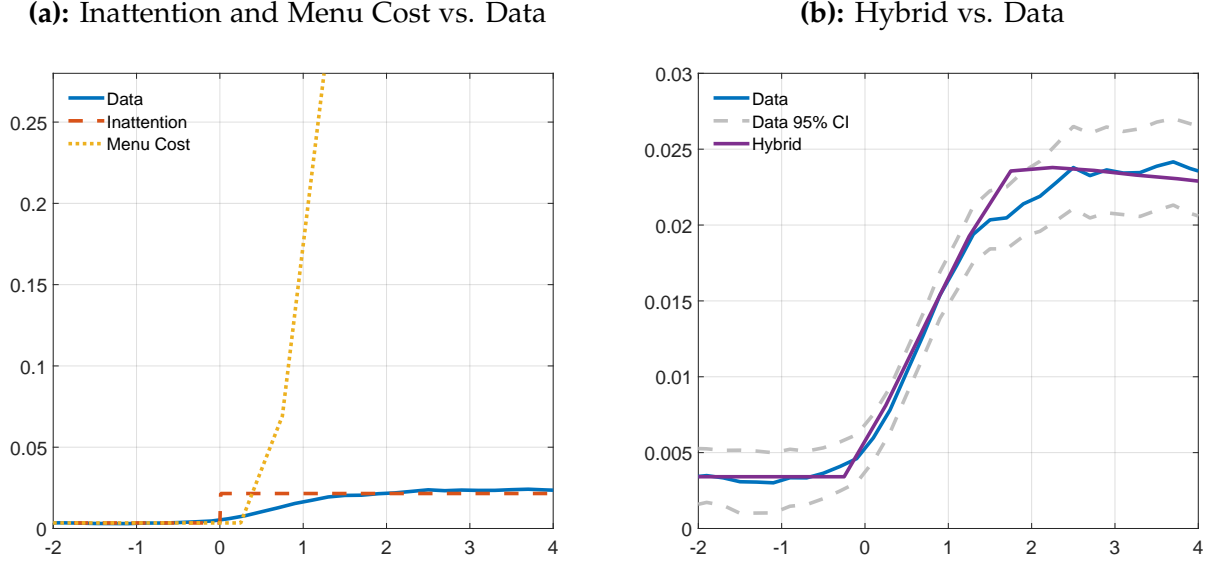 (a): Inattention and Menu Cost vs. Data
Data
Inattention
Menu Cost
0.25
0.2
0.15
0.1
0.05
0
-2 -1 0 1 2 3 4
(b): Hybrid vs. Data
0.03
Data
Data 95% CI
Hybrid
0.025
0.02
0.015
0.01
0.005
0
-2 -1 0 1 2 3 4